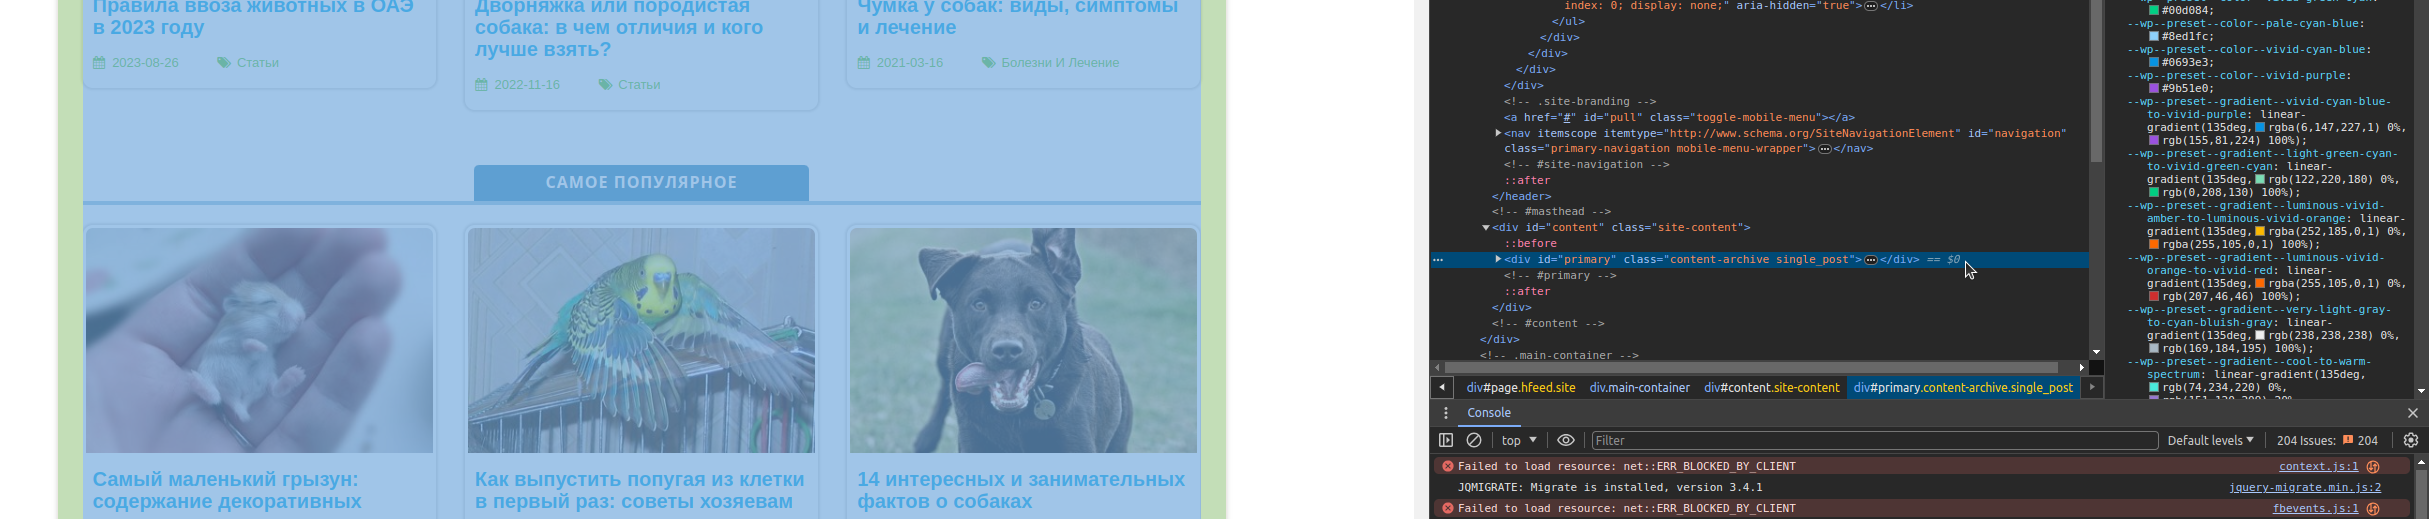 Правила ввоза животных в ОАЭ
в 2023 году
2023-08-26 Статьи
Дворняжка или породистая
собака: в чем отличия и кого
лучше взять?
2022-11-16 Статьи
Чумка у собак: виды, симптомы
и лечение
2021-03-16 Болезни И Лечение
САМОЕ ПОПУЛЯРНОЕ
Самый маленький грызун:
содержание декоративных
Как выпустить попугая из клетки
в первый раз: советы хозяевам
14 интересных и занимательных
фактов о собаках
index: 0; display: none;" aria-hidden="true">…</li>
</ul>
</div>
</div>
</div>
</div>
<!-- .site-branding -->
<a href="#" id="pull" class="toggle-mobile-menu"></a>
<nav itemscope itemtype="http://www.schema.org/SiteNavigationElement" id="navigation"
class="primary-navigation mobile-menu-wrapper">…</nav>
<!-- #site-navigation -->
::after
</header>
<!-- #masthead -->
<div id="content" class="site-content">
::before
<div id="primary" class="content-archive single_post">…</div> == $0
<!-- #primary -->
::after
</div>
<!-- #content -->
</div>
<!-- .main-container -->
div#page.hfeed.site div.main-container div#content.site-content div#primary.content-archive.single_post
#00d084;
--wp--preset--color--pale-cyan-blue:
#8ed1fc;
--wp--preset--color--vivid-cyan-blue:
#0693e3;
--wp--preset--color--vivid-purple:
#9b51e0;
--wp--preset--gradient--vivid-cyan-blue-
to-vivid-purple: linear-
gradient(135deg, rgba(6,147,227,1) 0%,
rgb(155,81,224) 100%);
--wp--preset--gradient--light-green-cyan-
to-vivid-green-cyan: linear-
gradient(135deg, rgb(122,220,180) 0%,
rgb(0,208,130) 100%);
--wp--preset--gradient--luminous-vivid-
amber-to-luminous-vivid-orange: linear-
gradient(135deg, rgba(252,185,0,1) 0%,
rgba(255,105,0,1) 100%);
--wp--preset--gradient--luminous-vivid-
orange-to-vivid-red: linear-
gradient(135deg, rgba(255,105,0,1) 0%,
rgb(207,46,46) 100%);
--wp--preset--gradient--very-light-gray-
to-cyan-bluish-gray: linear-
gradient(135deg, rgb(238,238,238) 0%,
rgb(169,184,195) 100%);
--wp--preset--gradient--cool-to-warm-
spectrum: linear-gradient(135deg,
rgb(74,234,220) 0%,
Console
top Filter Default levels 204 Issues: 204
Failed to load resource: net::ERR_BLOCKED_BY_CLIENT context.js:1
JQMIGRATE: Migrate is installed, version 3.4.1 jquery-migrate.min.js:2
Failed to load resource: net::ERR_BLOCKED_BY_CLIENT fbevents.js:1